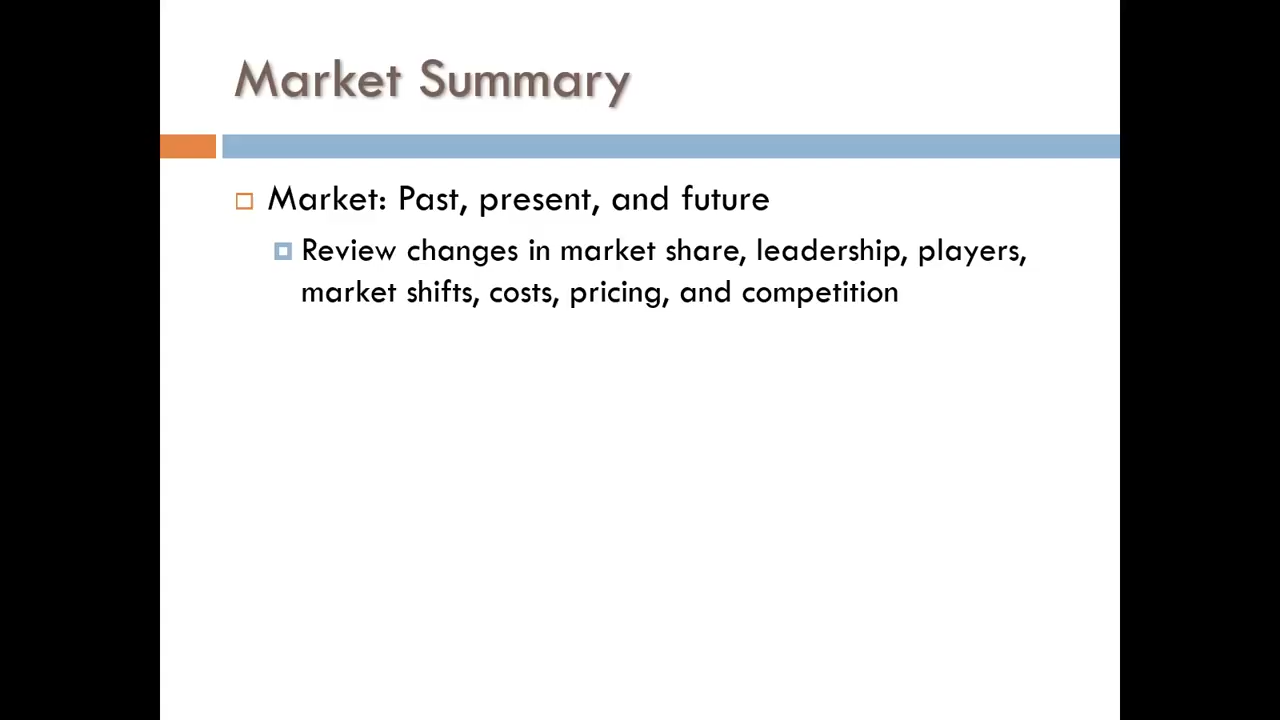 Market Summary
Market: Past, present, and future
Review changes in market share, leadership, players,
market shifts, costs, pricing, and competition